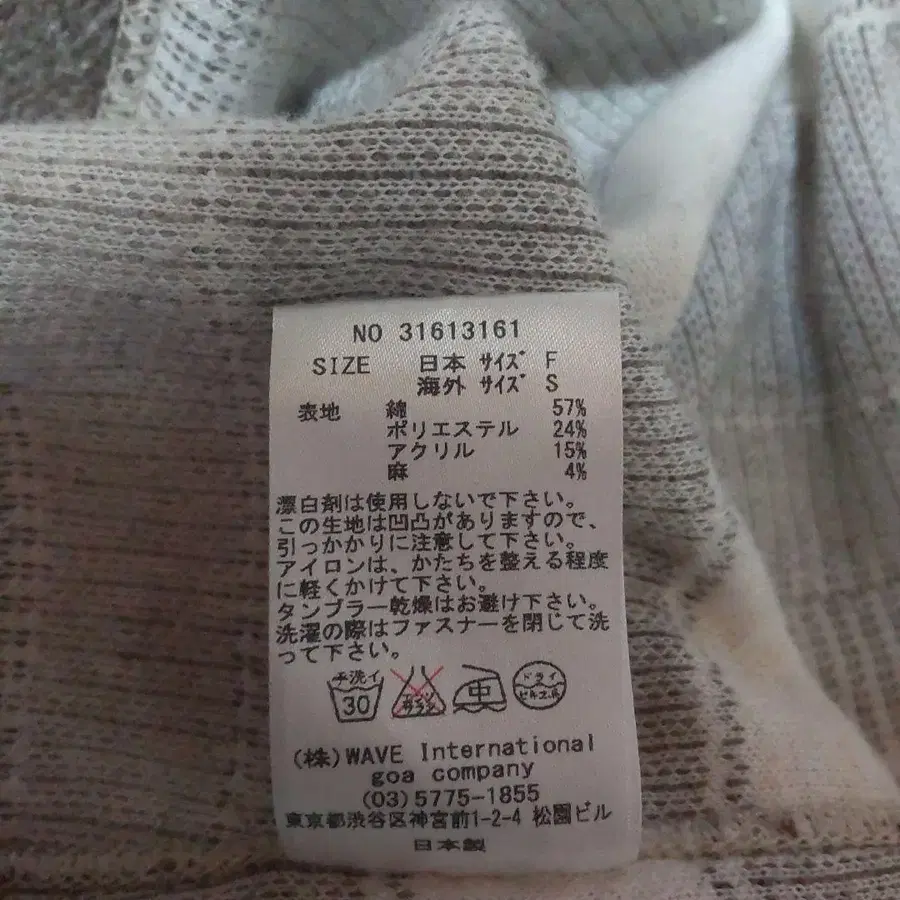 NO 31613161
SIZE 日本 サイズ F
海外 サイズ S
表地 綿 57%
ポリエステル 24%
アクリル 15%
麻 4%
漂白剤は使用しないで下さい。
この生地は凹凸がありますので、
引っかかりに注意して下さい。
アイロンは、かたちを整える程度
に軽くかけて下さい。
タンブラー乾燥はお避け下さい。
洗濯の際はファスナーを閉じて洗
って下さい。
手洗イ 30 エンソ サラシ 中 ドライ
(株)WAVE International
goa company
(03)5775-1855
東京都渋谷区神宮前1-2-4 松園ビル
日本製